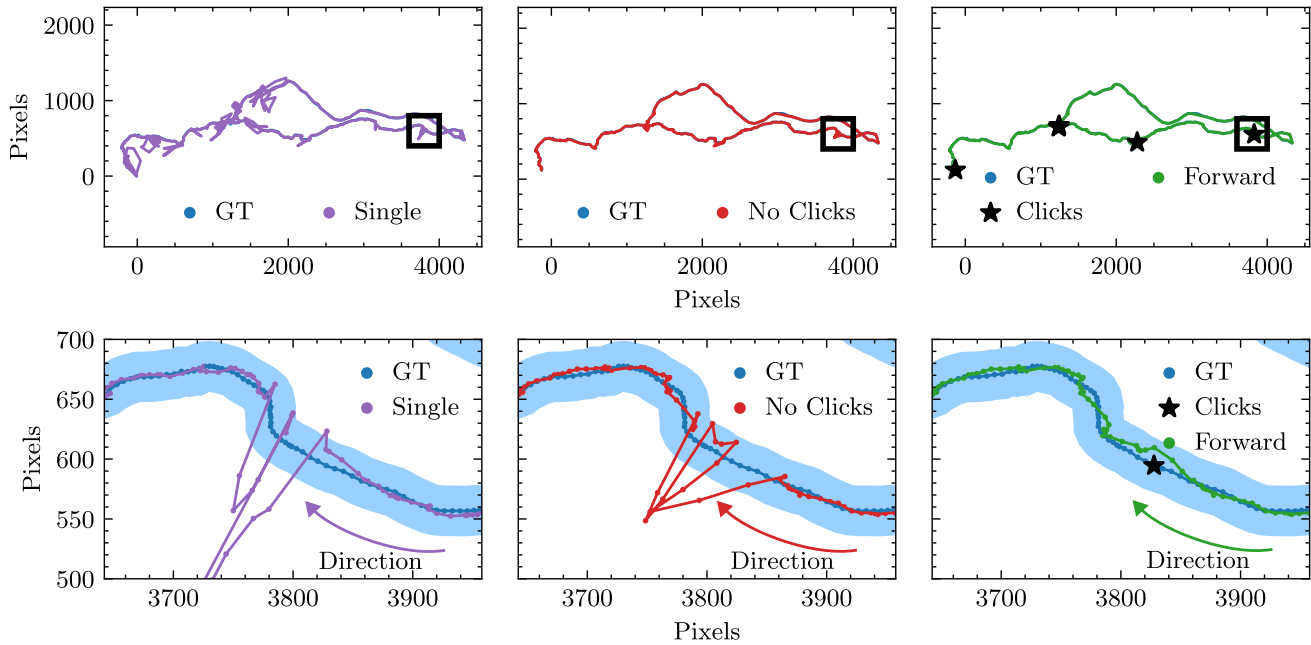 Pixels
2000
1000
0
GT
Single
0
2000
4000
GT
No Clicks
0
2000
4000
Pixels
GT
Forward
Clicks
0
2000
4000
Pixels
700
650
600
550
500
GT
Single
Direction
3700
3800
3900
GT
No Clicks
Direction
3700
3800
3900
Pixels
GT
Clicks
Forward
Direction
3700
3800
3900